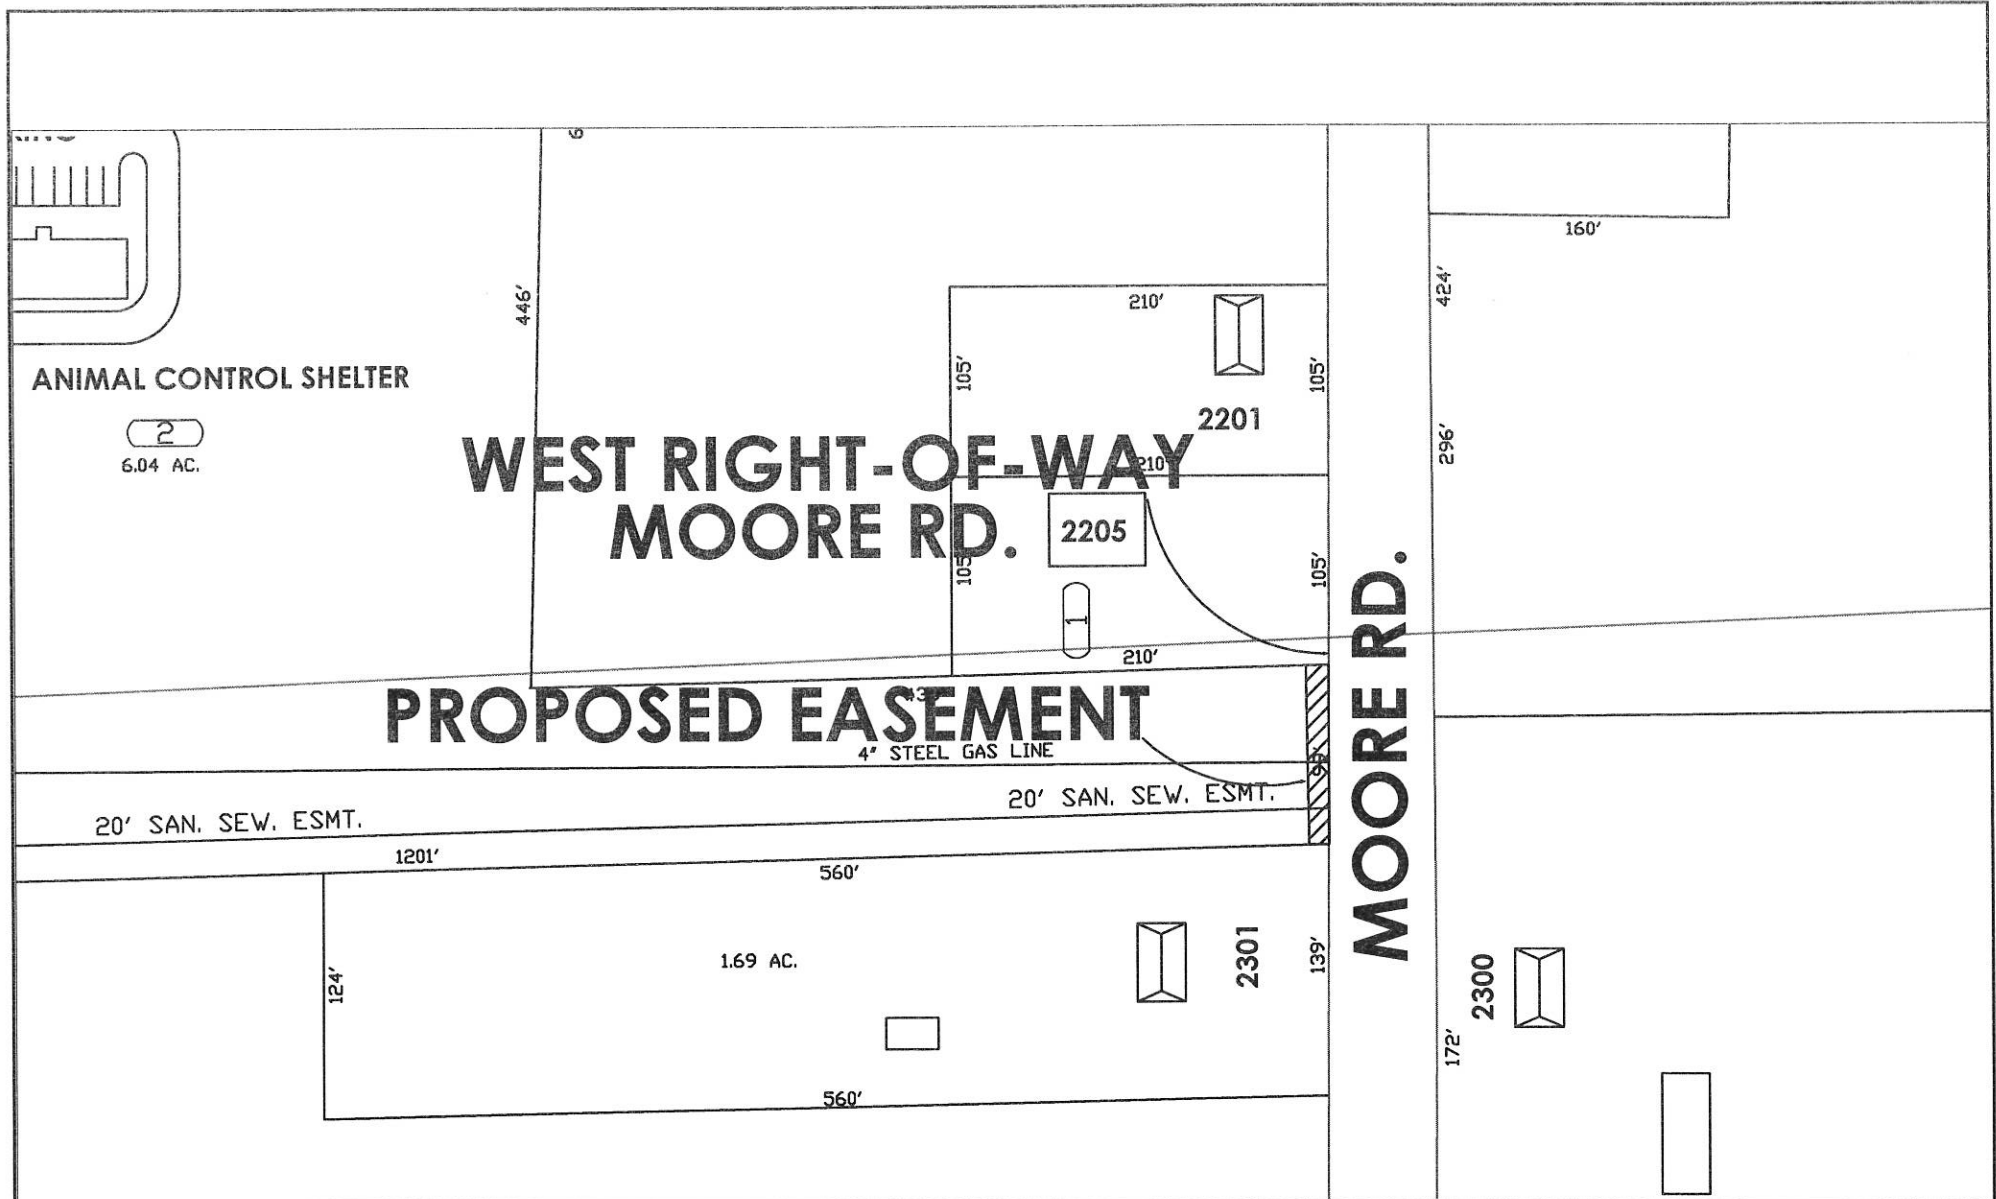 160'
424'
446'
210'
105'
105'
ANIMAL CONTROL SHELTER
2201
2
6.04 AC.
296'
WEST RIGHT-OF-WAY
210'
MOORE RD.
2205
105'
105'
1
210'
MOORE RD.
PROPOSED EASEMENT
4" STEEL GAS LINE
20' SAN. SEW. ESMT.
20' SAN. SEW. ESMT.
1201'
560'
1.69 AC.
2301
139'
124'
2300
172'
560'